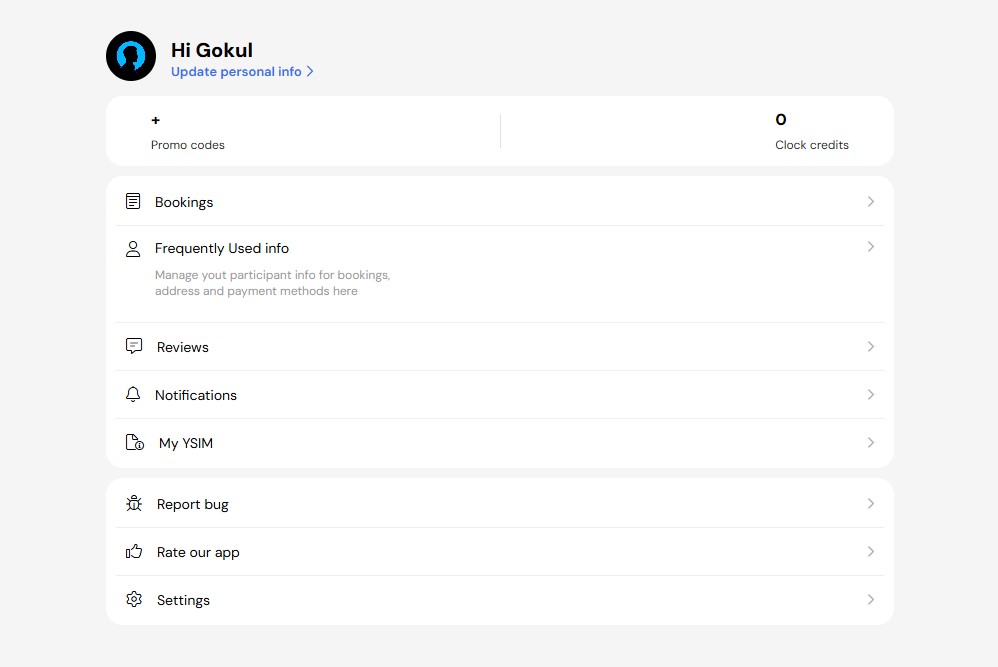 Hi Gokul
Update personal info
+
Promo codes
0
Clock credits
Bookings
Frequently Used info
Manage yout participant info for bookings,
address and payment methods here
Reviews
Notifications
My YSIM
Report bug
Rate our app
Settings